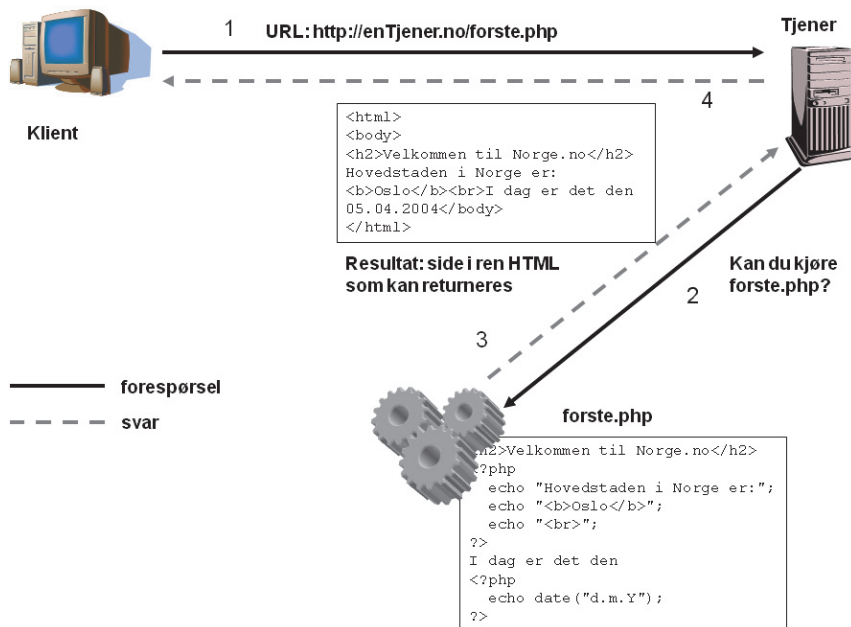 1 URL: http://enTjener.no/forste.php
Tjener
4
Klient
<html>
<body>
<h2>Velkommen til Norge.no</h2>
Hovedstaden i Norge er:
<b>Oslo</b><br>I dag er det den
05.04.2004</body>
</html>
Resultat: side i ren HTML
som kan returneres
Kan du kjøre
forste.php?
2
3
forespørsel
svar
forste.php
h2>Velkommen til Norge.no</h2>
<?php
echo "Hovedstaden i Norge er:";
echo "<b>Oslo</b>";
echo "<br>";
?>
I dag er det den
<?php
echo date("d.m.Y");
?>